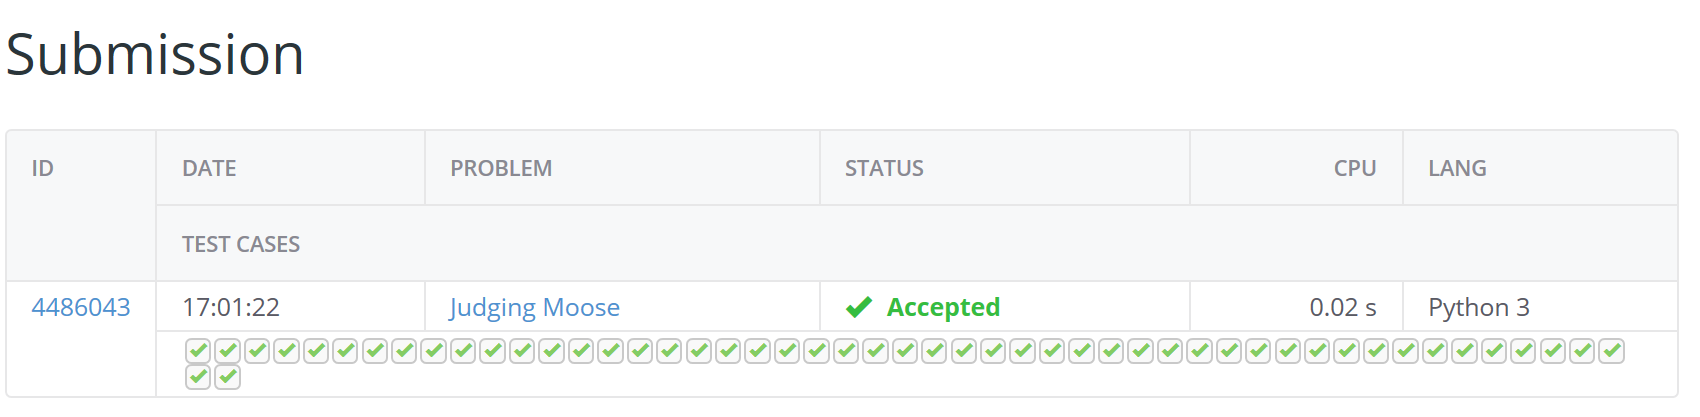 Submission
ID DATE PROBLEM STATUS CPU LANG
TEST CASES
4486043 17:01:22 Judging Moose Accepted 0.02 s Python 3